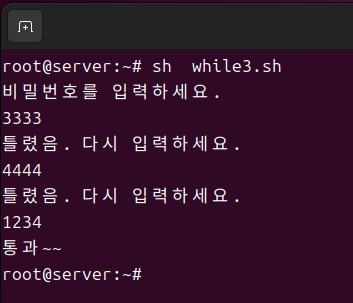 root@server:~# sh  while3.sh
비밀번호를 입력하세요.
3333
틀렸음. 다시 입력하세요.
4444
틀렸음. 다시 입력하세요.
1234
통과~~
root@server:~#